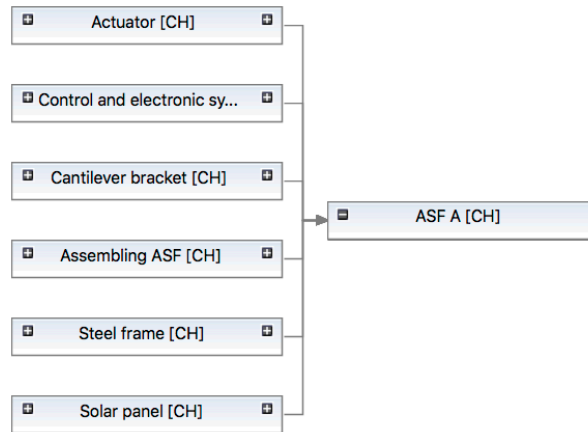 Actuator [CH]
Control and electronic sy...
Cantilever bracket [CH]
ASF A [CH]
Assembling ASF [CH]
Steel frame [CH]
Solar panel [CH]